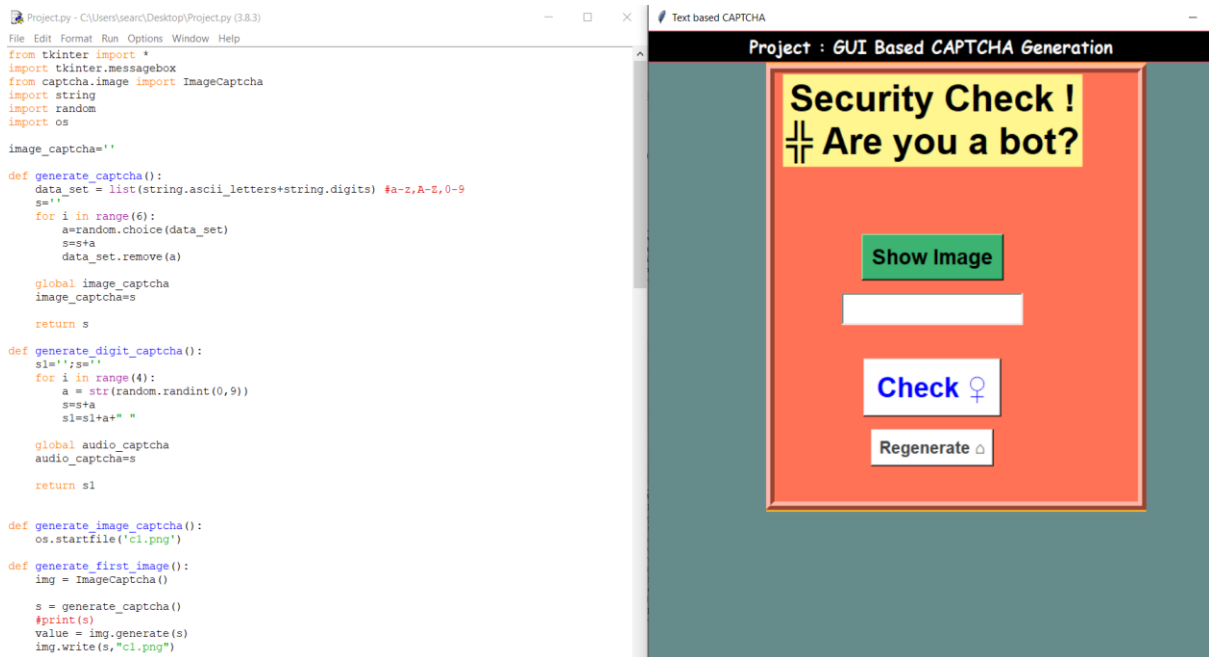 Project.py - C:\Users\searc\Desktop\Project.py (3.8.3)
File Edit Format Run Options Window Help
from tkinter import *
import tkinter.messagebox
from captcha.image import ImageCaptcha
import string
import random
import os
image_captcha=''
def generate_captcha():
    data_set = list(string.ascii_letters+string.digits) #a-z,A-Z,0-9
    s=''
    for i in range(6):
        a=random.choice(data_set)
        s=s+a
        data_set.remove(a)
    global image_captcha
    image_captcha=s
    return s
def generate_digit_captcha():
    s1='';s=''
    for i in range(4):
        a = str(random.randint(0,9))
        s=s+a
        s1=s1+a+" "
    global audio_captcha
    audio_captcha=s
    return s1
def generate_image_captcha():
    os.startfile('c1.png')
def generate_first_image():
    img = ImageCaptcha()
    s = generate_captcha()
    #print(s)
    value = img.generate(s)
    img.write(s,"c1.png")
Text based CAPTCHA
Project : GUI Based CAPTCHA Generation
Security Check !
╬ Are you a bot?
Show Image
Check ♀
Regenerate ⌂